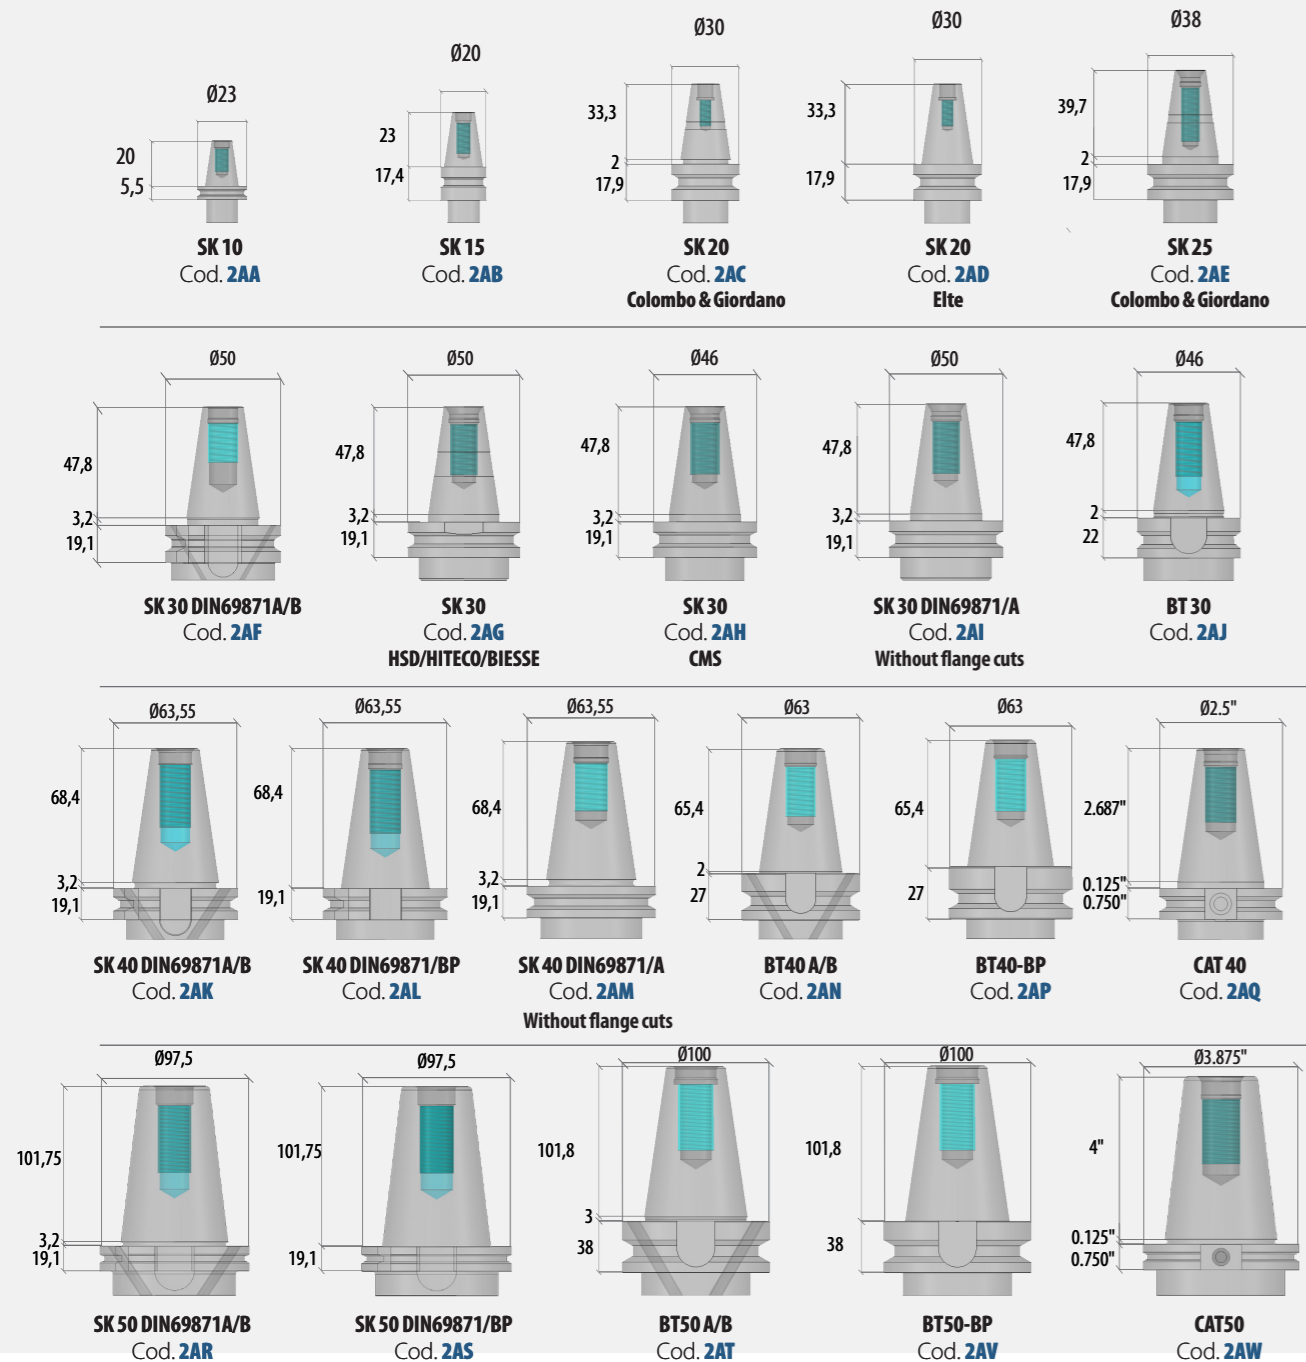 Ø23
20
5,5
SK 10
Cod. 2AA
Ø20
23
17,4
SK 15
Cod. 2AB
Ø30
33,3
2
17,9
SK 20
Cod. 2AC
Colombo & Giordano
Ø30
33,3
17,9
SK 20
Cod. 2AD
Elte
Ø38
39,7
2
17,9
SK 25
Cod. 2AE
Colombo & Giordano
Ø50
47,8
3,2
19,1
SK 30 DIN69871A/B
Cod. 2AF
Ø50
47,8
3,2
19,1
SK 30
Cod. 2AG
HSD/HITECO/BIESSE
Ø46
47,8
3,2
19,1
SK 30
Cod. 2AH
CMS
Ø50
47,8
3,2
19,1
SK 30 DIN69871/A
Cod. 2AI
Without flange cuts
Ø46
47,8
2
22
BT 30
Cod. 2AJ
Ø63,55
68,4
3,2
19,1
SK 40 DIN69871A/B
Cod. 2AK
Ø63,55
68,4
19,1
SK 40 DIN69871/BP
Cod. 2AL
Ø63,55
68,4
3,2
19,1
SK 40 DIN69871/A
Cod. 2AM
Without flange cuts
Ø63
65,4
2
27
BT40 A/B
Cod. 2AN
Ø63
65,4
27
BT40-BP
Cod. 2AP
Ø2.5"
2.687"
0.125"
0.750"
CAT 40
Cod. 2AQ
Ø97,5
101,75
3,2
19,1
SK 50 DIN69871A/B
Cod. 2AR
Ø97,5
101,75
19,1
SK 50 DIN69871/BP
Cod. 2AS
Ø100
101,8
3
38
BT50 A/B
Cod. 2AT
Ø100
101,8
38
BT50-BP
Cod. 2AV
Ø3.875"
4"
0.125"
0.750"
CAT50
Cod. 2AW